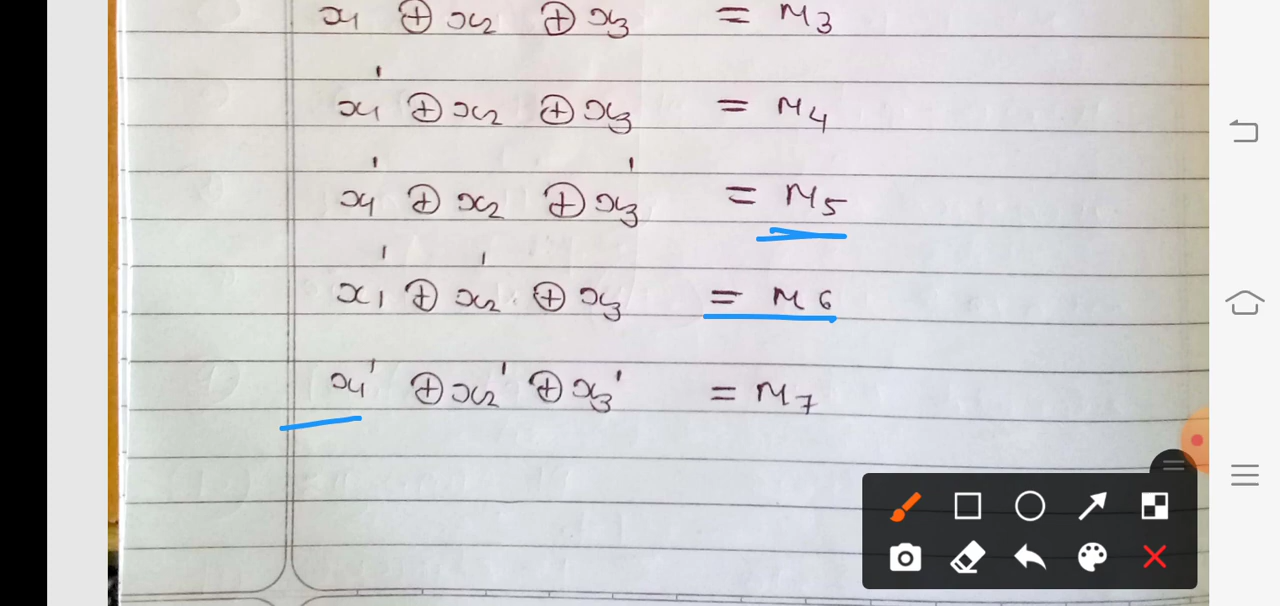 x1 ⊕ x2 ⊕ x3 = M3
x1' ⊕ x2 ⊕ x3 = M4
x1' ⊕ x2 ⊕ x3' = M5
x1' ⊕ x2' ⊕ x3 = M6
x1' ⊕ x2' ⊕ x3' = M7